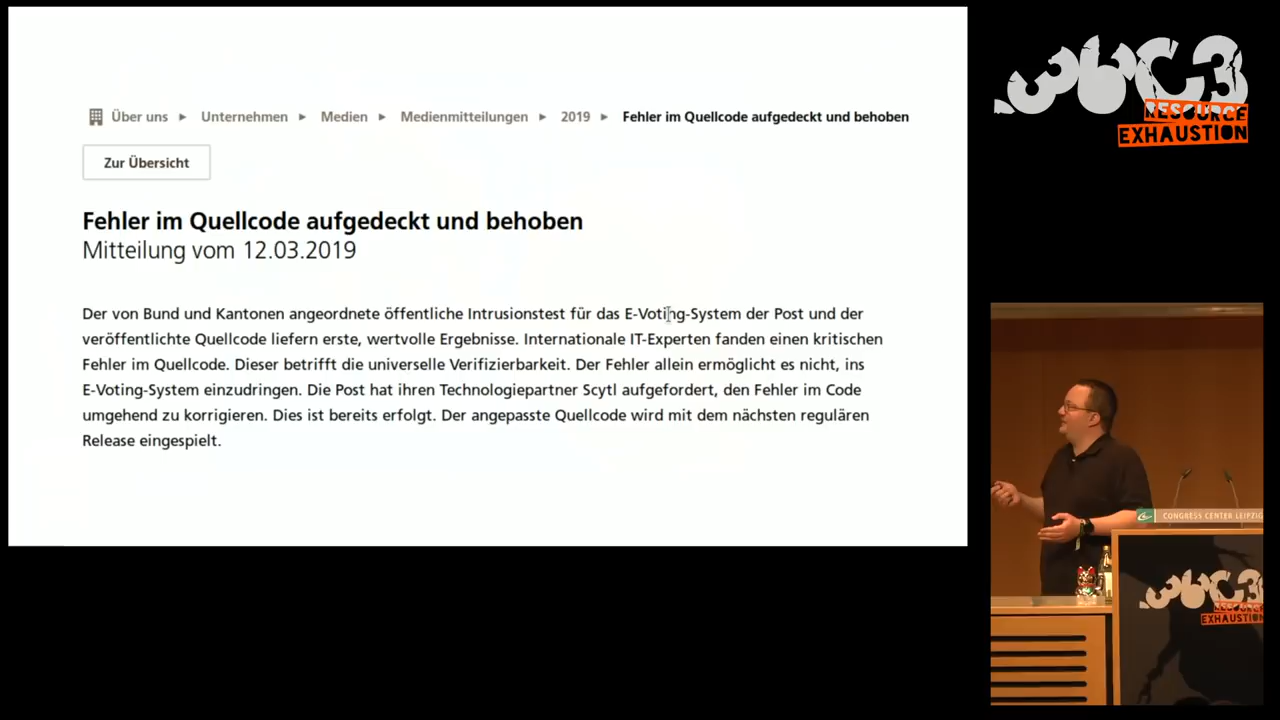 Über uns ▶ Unternehmen ▶ Medien ▶ Medienmitteilungen ▶ 2019 ▶ Fehler im Quellcode aufgedeckt und behoben
Zur Übersicht
Fehler im Quellcode aufgedeckt und behoben
Mitteilung vom 12.03.2019
Der von Bund und Kantonen angeordnete öffentliche Intrusionstest für das E-Voting-System der Post und der
veröffentlichte Quellcode liefern erste, wertvolle Ergebnisse. Internationale IT-Experten fanden einen kritischen
Fehler im Quellcode. Dieser betrifft die universelle Verifizierbarkeit. Der Fehler allein ermöglicht es nicht, ins
E-Voting-System einzudringen. Die Post hat ihren Technologiepartner Scytl aufgefordert, den Fehler im Code
umgehend zu korrigieren. Dies ist bereits erfolgt. Der angepasste Quellcode wird mit dem nächsten regulären
Release eingespielt.
36C3
RESOURCE
EXHAUSTION
CONGRESS CENTER LEIPZIG
36C3
RESOURCE
EXHAUSTION